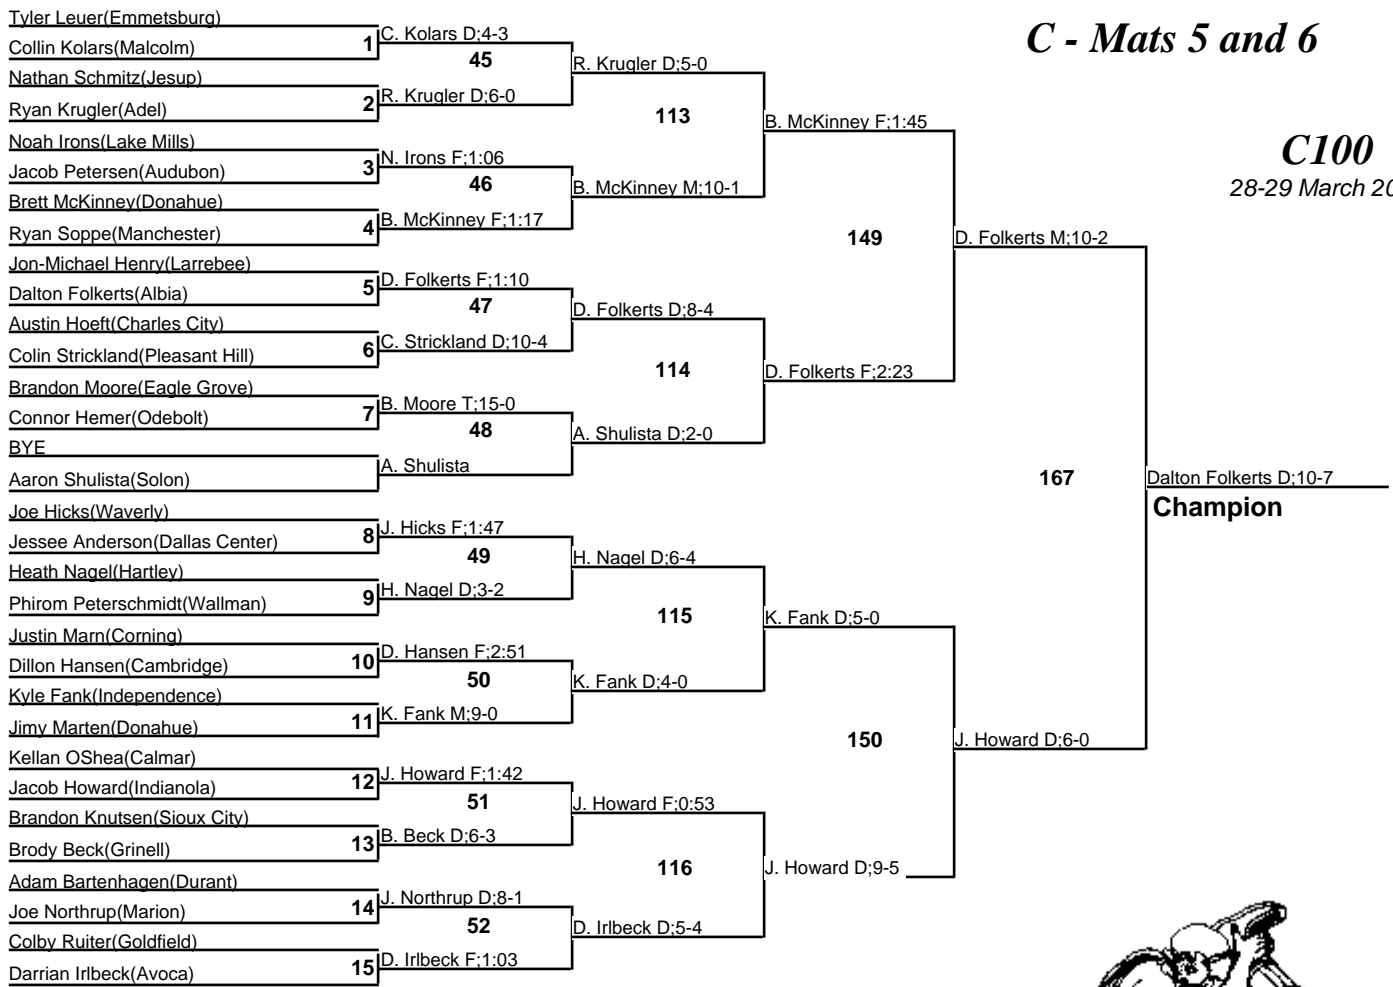 Tyler Leuer(Emmetsburg)
Collin Kolars(Malcolm)
Nathan Schmitz(Jesup)
Ryan Krugler(Adel)
Noah Irons(Lake Mills)
Jacob Petersen(Audubon)
Brett McKinney(Donahue)
Ryan Soppe(Manchester)
Jon-Michael Henry(Larrebee)
Dalton Folkerts(Albia)
Austin Hoeft(Charles City)
Colin Strickland(Pleasant Hill)
Brandon Moore(Eagle Grove)
Connor Hemer(Odebolt)
BYE
Aaron Shulista(Solon)
Joe Hicks(Waverly)
Jessee Anderson(Dallas Center)
Heath Nagel(Hartley)
Phirom Peterschmidt(Wallman)
Justin Marn(Corning)
Dillon Hansen(Cambridge)
Kyle Fank(Independence)
Jimy Marten(Donahue)
Kellan OShea(Calmar)
Jacob Howard(Indianola)
Brandon Knutsen(Sioux City)
Brody Beck(Grinell)
Adam Bartenhagen(Durant)
Joe Northrup(Marion)
Colby Ruiter(Goldfield)
Darrian Irlbeck(Avoca)
1
2
3
4
5
6
7
8
9
10
11
12
13
14
15
C. Kolars D;4-3
45
R. Krugler D;6-0
N. Irons F;1:06
46
B. McKinney F;1:17
D. Folkerts F;1:10
47
C. Strickland D;10-4
B. Moore T;15-0
48
A. Shulista
J. Hicks F;1:47
49
H. Nagel D;3-2
D. Hansen F;2:51
50
K. Fank M;9-0
J. Howard F;1:42
51
B. Beck D;6-3
J. Northrup D;8-1
52
D. Irlbeck F;1:03
R. Krugler D;5-0
113
B. McKinney M;10-1
D. Folkerts D;8-4
114
A. Shulista D;2-0
H. Nagel D;6-4
115
K. Fank D;4-0
J. Howard F;0:53
116
D. Irlbeck D;5-4
B. McKinney F;1:45
149
D. Folkerts F;2:23
K. Fank D;5-0
150
J. Howard D;9-5
D. Folkerts M;10-2
167
J. Howard D;6-0
Dalton Folkerts D;10-7
Champion
C - Mats 5 and 6
C100
28-29 March 20